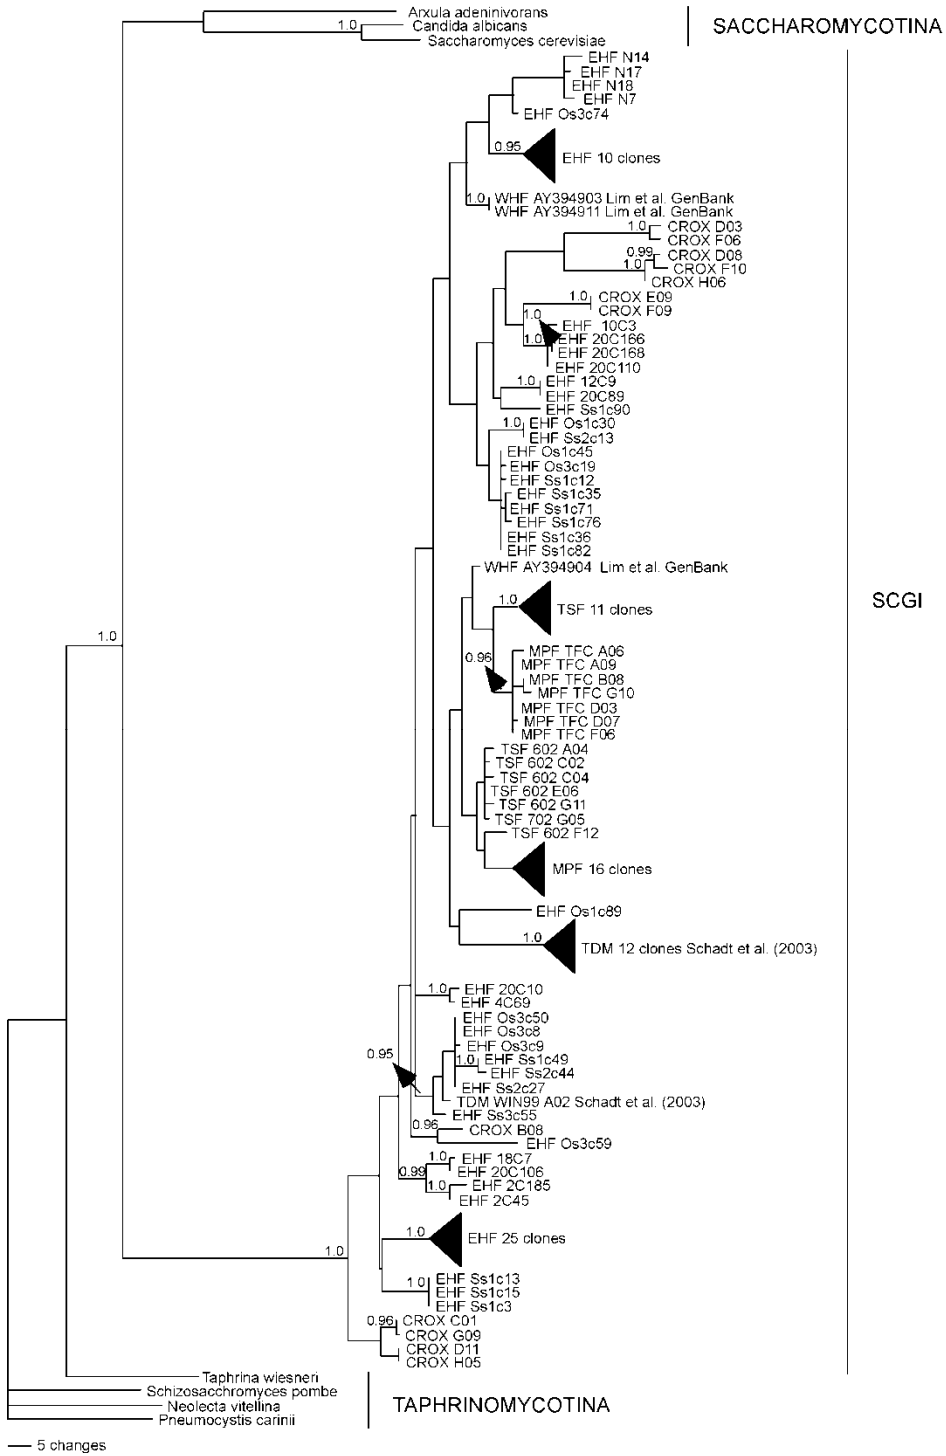 Arxula adeninivorans
1.0 Candida albicans
Saccharomyces cerevisiae
SACCHAROMYCOTINA
EHF N14
EHF N17
EHF N18
EHF N7
EHF Os3c74
0.95
EHF 10 clones
1.0 WHF AY394903 Lim et al. GenBank
WHF AY394911 Lim et al. GenBank
1.0 CROX D03
CROX F06
0.99 CROX D08
1.0 CROX F10
CROX H06
1.0 CROX E09
CROX F09
1.0
EHF 10C3
1.0 EHF 20C166
EHF 20C168
EHF 20C110
1.0 EHF 12C9
EHF 20C89
EHF Ss1c90
1.0 EHF Os1c30
EHF Ss2c13
EHF Os1c45
EHF Os3c19
EHF Ss1c12
EHF Ss1c35
EHF Ss1c71
EHF Ss1c76
EHF Ss1c36
EHF Ss1c82
WHF AY394904 Lim et al. GenBank
SCGI
1.0 TSF 11 clones
1.0
0.96
MPF TFC A06
MPF TFC A09
MPF TFC B08
MPF TFC G10
MPF TFC D03
MPF TFC D07
MPF TFC F06
TSF 602 A04
TSF 602 C02
TSF 602 C04
TSF 602 E06
TSF 602 G11
TSF 702 G05
TSF 602 F12
MPF 16 clones
EHF Os1c89
1.0
TDM 12 clones Schadt et al. (2003)
1.0 EHF 20C10
EHF 4C69
EHF Os3c50
EHF Os3c8
EHF Os3c9
0.95
1.0 EHF Ss1c49
EHF Ss2c44
EHF Ss2c27
TDM WIN99 A02 Schadt et al. (2003)
EHF Ss3c55
0.96 CROX B08
EHF Os3c59
1.0 EHF 18C7
0.99 EHF 20C106
1.0 EHF 2C185
EHF 2C45
1.0 EHF 25 clones
1.0
1.0 EHF Ss1c13
EHF Ss1c15
EHF Ss1c3
0.96 CROX C01
CROX G09
CROX D11
CROX H05
Taphrina wiesneri
Schizosacchromyces pombe
Neolecta vitellina
Pneumocystis carinii
TAPHRINOMYCOTINA
5 changes